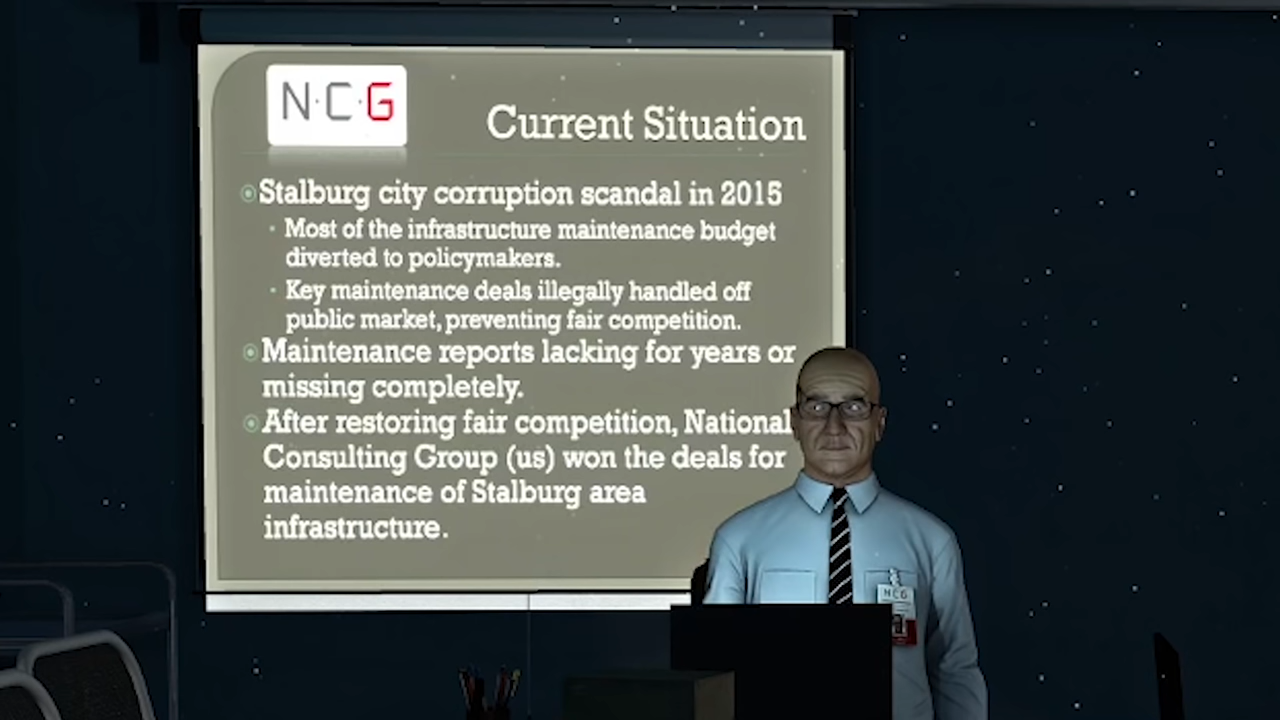 N·C·G
Current Situation
Stalburg city corruption scandal in 2015
Most of the infrastructure maintenance budget
diverted to policymakers.
Key maintenance deals illegally handled off
public market, preventing fair competition.
Maintenance reports lacking for years or
missing completely.
After restoring fair competition, National
Consulting Group (us) won the deals for
maintenance of Stalburg area
infrastructure.
NCG